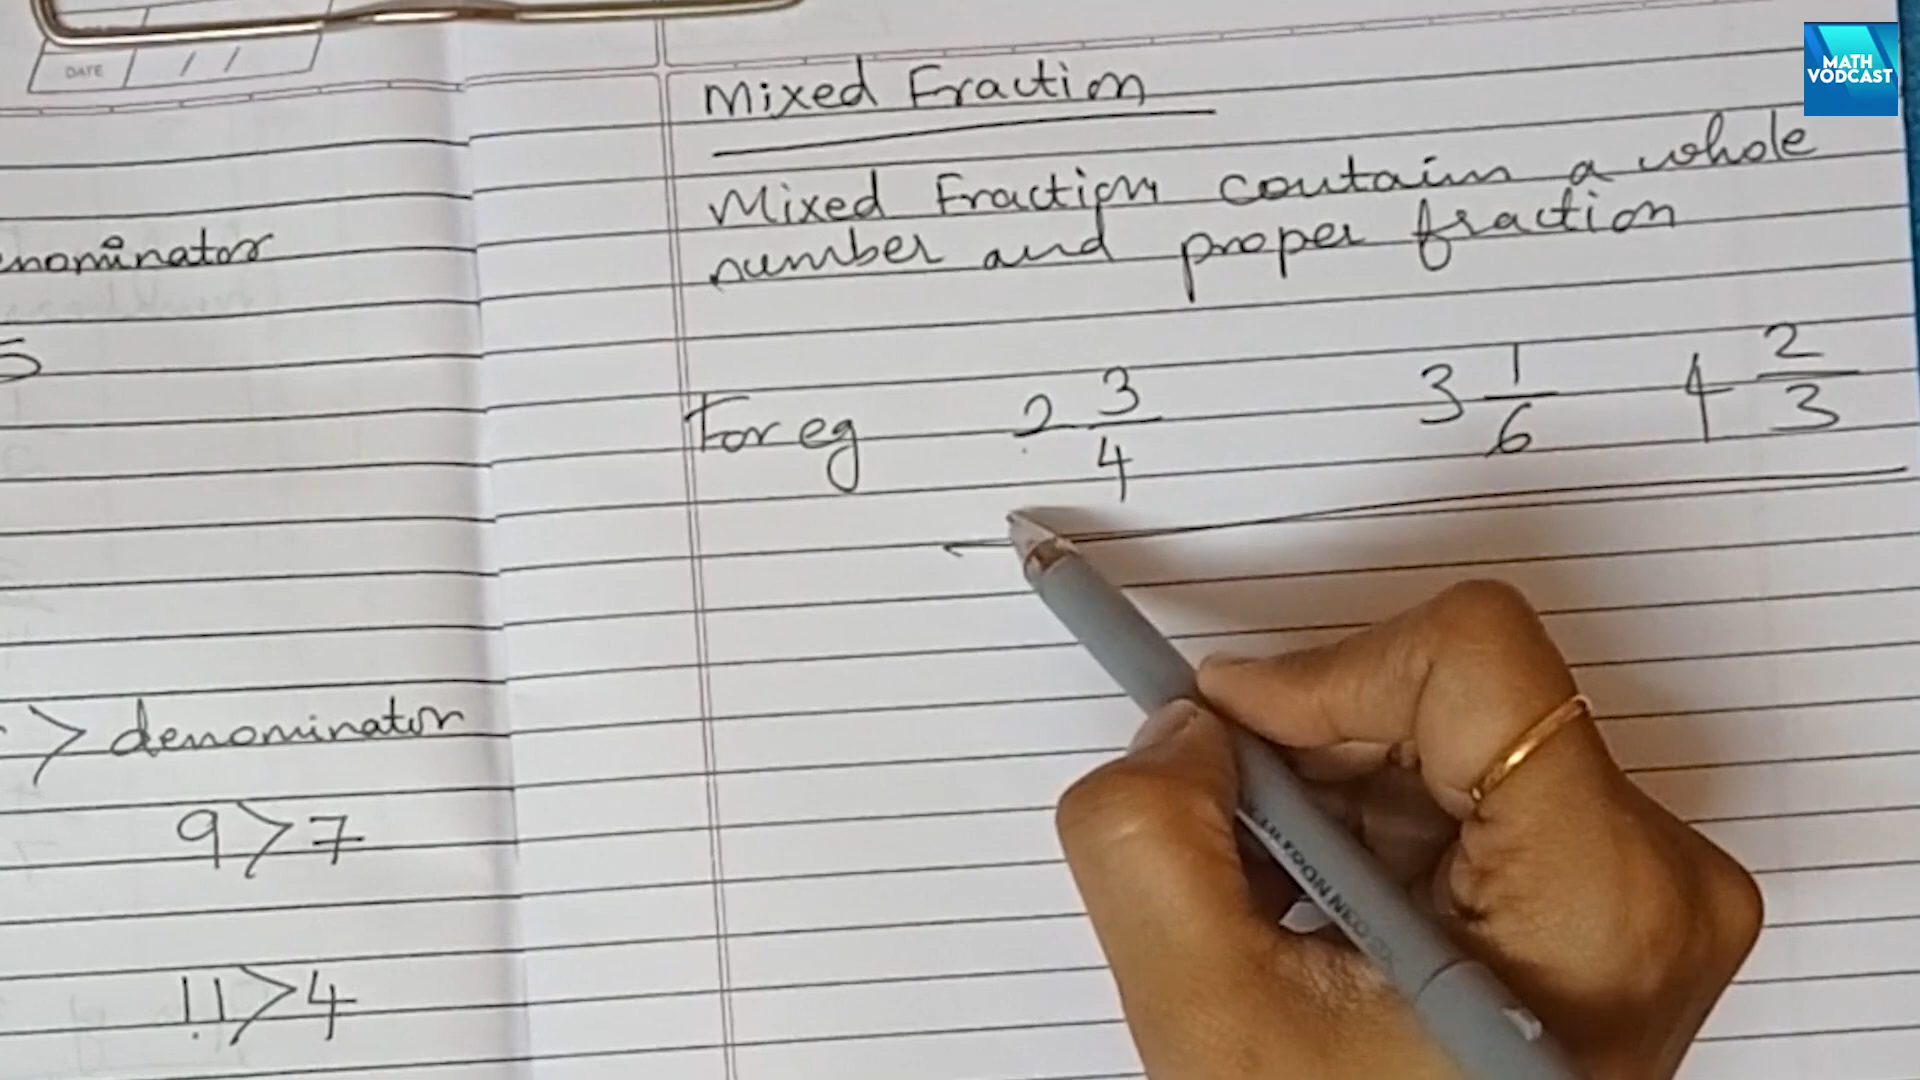 DATE / /
MATH
VODCAST
Mixed Fraction
Mixed Fraction contains a whole
number and proper fraction
For eg 2 3/4 3 1/6 4 2/3
denominator
5
> denominator
9 > 7
11 > 4